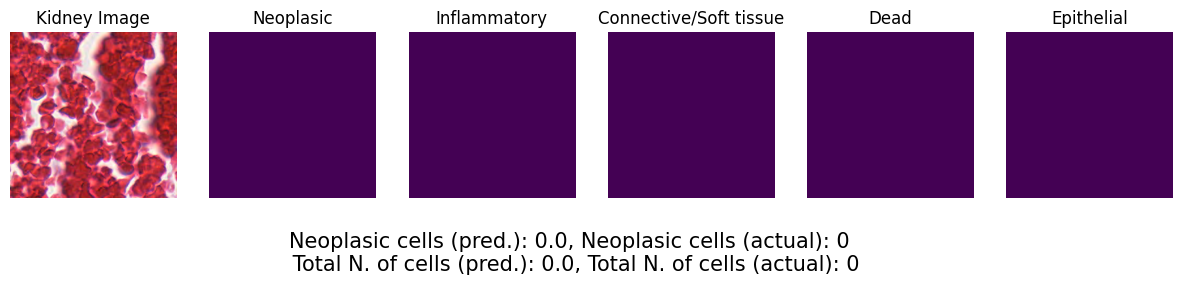 Kidney Image Neoplasic Inflammatory Connective/Soft tissue Dead Epithelial
Neoplasic cells (pred.): 0.0, Neoplasic cells (actual): 0
Total N. of cells (pred.): 0.0, Total N. of cells (actual): 0